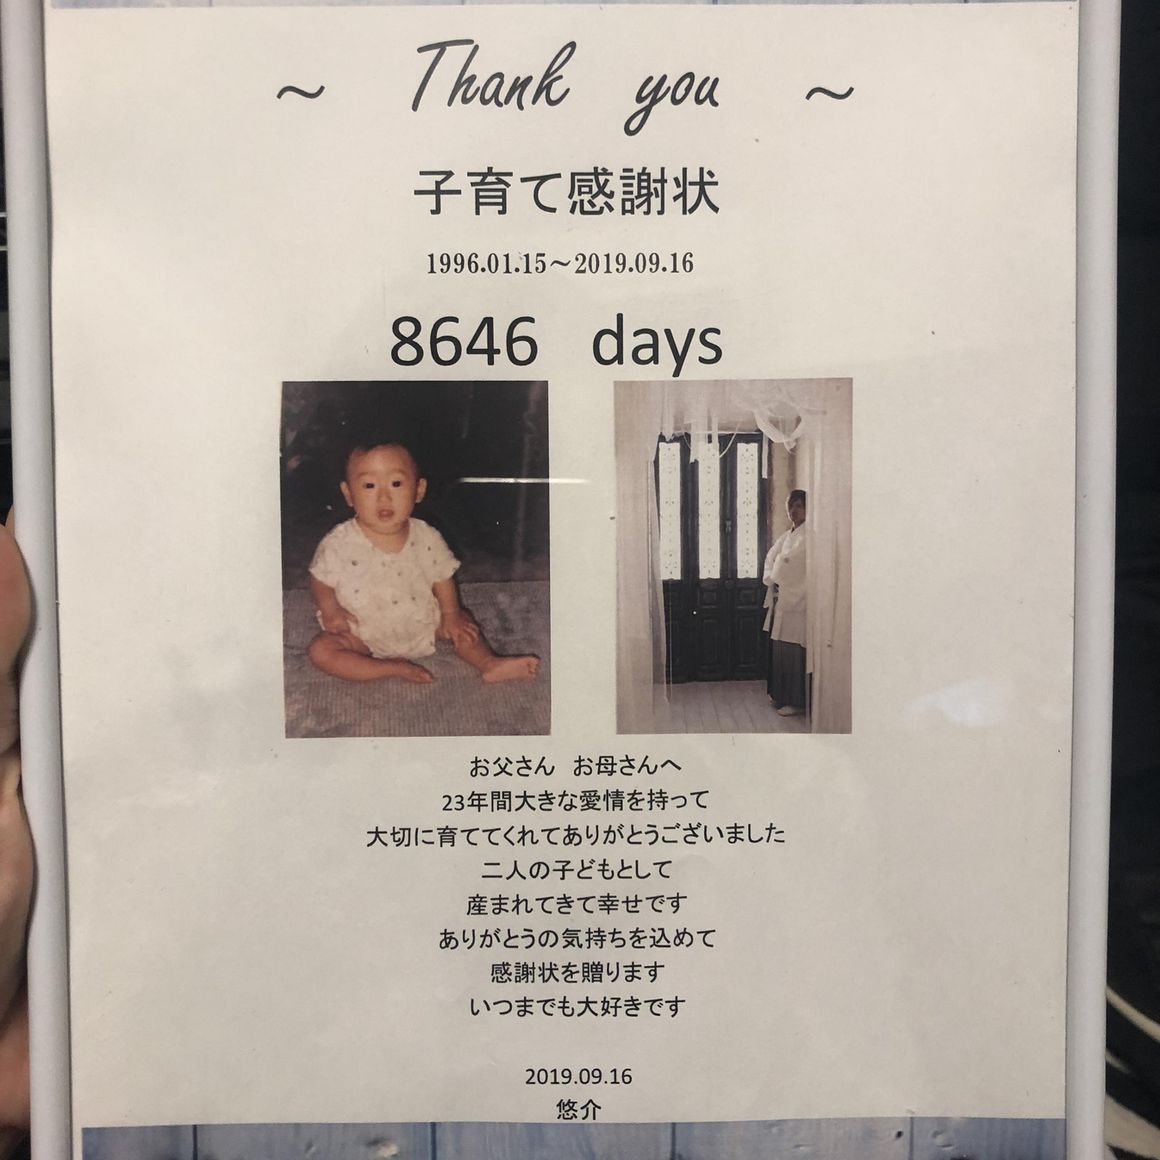 ~ Thank you ~
子育て感謝状
1996.01.15～2019.09.16
8646 days
お父さん お母さんへ
23年間大きな愛情を持って
大切に育ててくれてありがとうございました
二人の子どもとして
産まれてきて幸せです
ありがとうの気持ちを込めて
感謝状を贈ります
いつまでも大好きです
2019.09.16
悠介